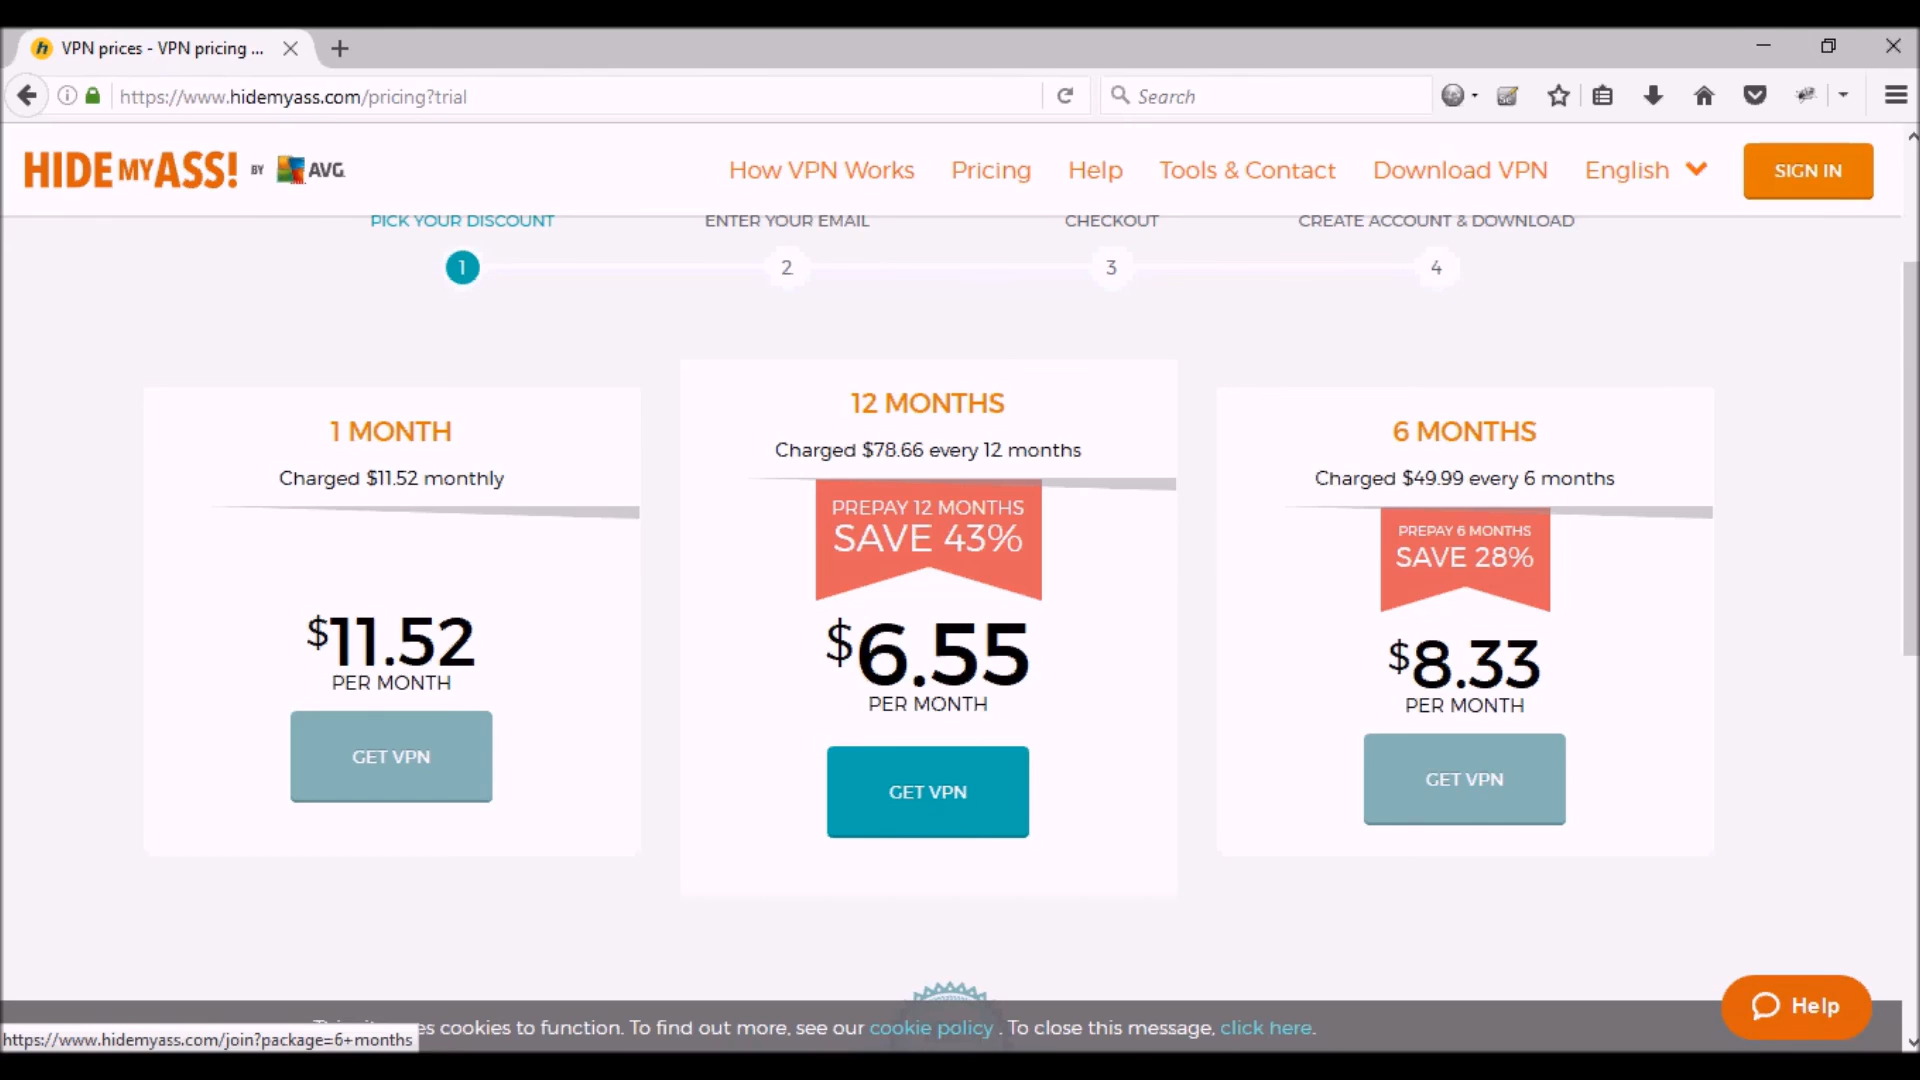 VPN prices - VPN pricing ...
https://www.hidemyass.com/pricing?trial
Search
HIDE MY ASS! BY AVG
How VPN Works
Pricing
Help
Tools & Contact
Download VPN
English
SIGN IN
PICK YOUR DISCOUNT
ENTER YOUR EMAIL
CHECKOUT
CREATE ACCOUNT & DOWNLOAD
1
2
3
4
1 MONTH
Charged $11.52 monthly
$11.52
PER MONTH
GET VPN
12 MONTHS
Charged $78.66 every 12 months
PREPAY 12 MONTHS
SAVE 43%
$6.55
PER MONTH
GET VPN
6 MONTHS
Charged $49.99 every 6 months
PREPAY 6 MONTHS
SAVE 28%
$8.33
PER MONTH
GET VPN
cookies to function. To find out more, see our cookie policy . To close this message, click here.
Help
https://www.hidemyass.com/join?package=6+months